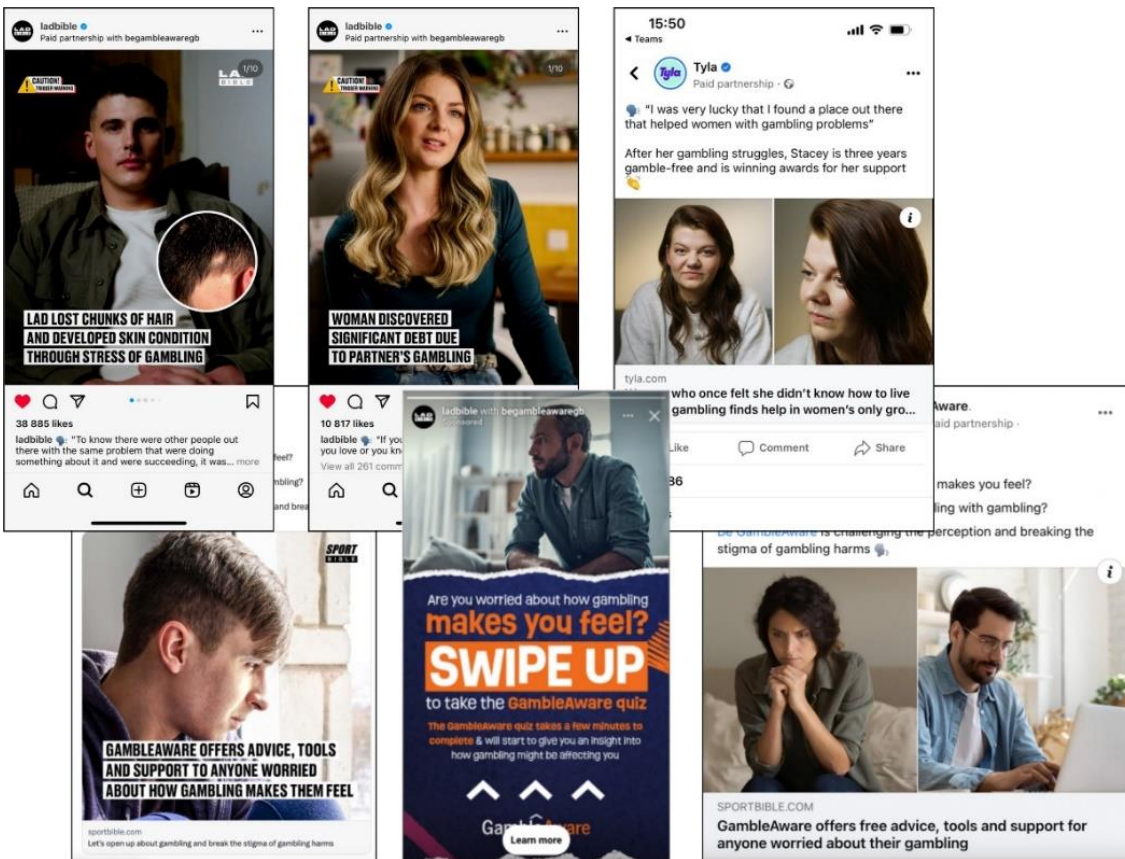 ladbible
Paid partnership with begambleawaregb
CAUTION!
TRIGGER WARNING
LAD
BIBLE
1/10
LAD LOST CHUNKS OF HAIR
AND DEVELOPED SKIN CONDITION
THROUGH STRESS OF GAMBLING
38 885 likes
ladbible 🗣️ "To know there were other people out
there with the same problem that were doing
something about it and were succeeding, it was... more
ladbible
Paid partnership with begambleawaregb
CAUTION!
TRIGGER WARNING
1/10
WOMAN DISCOVERED
SIGNIFICANT DEBT DUE
TO PARTNER'S GAMBLING
10 817 likes
ladbible 🗣️ "If you
you love or you
View all 261
15:50
Teams
Tyla
Tyla
Paid partnership ·
🗣️ "I was very lucky that I found a place out there
that helped women with gambling problems"
After her gambling struggles, Stacey is three years
gamble-free and is winning awards for her support
👏
tyla.com
who once felt she didn't know how to live
gambling finds help in women's only gro...
Like
Comment
Share
86
feel?
mbling?
and
SPORT
BIBLE
GAMBLEAWARE OFFERS ADVICE, TOOLS
AND SUPPORT TO ANYONE WORRIED
ABOUT HOW GAMBLING MAKES THEM FEEL
sportbible.com
Let's open up about gambling and break the stigma of gambling harms
LAD
ladbible with begambleawaregb
Sponsored
Are you worried about how gambling
makes you feel?
SWIPE UP
to take the GambleAware quiz
The GambleAware quiz takes a few minutes to
complete & will start to give you an insight into
how gambling might be affecting you
GambleAware
Learn more
Aware.
aid partnership ·
makes you feel?
ling with gambling?
Be GambleAware is challenging the perception and breaking the
stigma of gambling harms 🗣️
SPORTBIBLE.COM
GambleAware offers free advice, tools and support for
anyone worried about their gambling